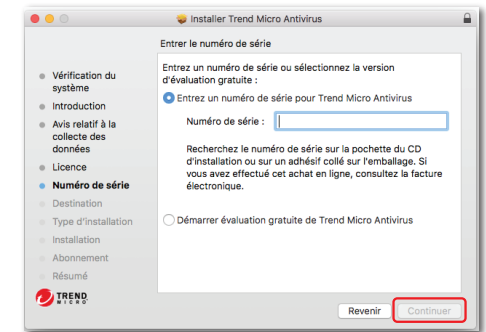 Installer Trend Micro Antivirus
Entrer le numéro de série
Vérification du
système
Introduction
Avis relatif à la
collecte des
données
Licence
Numéro de série
Destination
Type d'installation
Installation
Abonnement
Résumé
TREND
MICRO
Entrez un numéro de série ou sélectionnez la version
d'évaluation gratuite :
Entrez un numéro de série pour Trend Micro Antivirus
Numéro de série :
Recherchez le numéro de série sur la pochette du CD
d'installation ou sur un adhésif collé sur l'emballage. Si
vous avez effectué cet achat en ligne, consultez la facture
électronique.
Démarrer évaluation gratuite de Trend Micro Antivirus
Revenir
Continuer